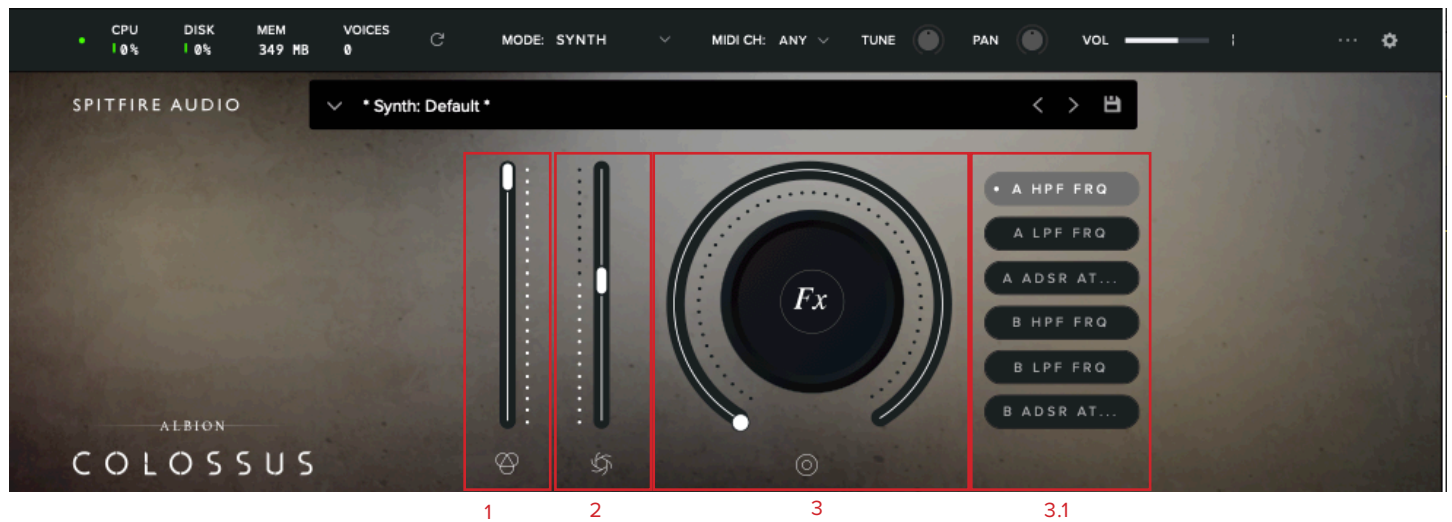 CPU DISK MEM VOICES
0% 0% 349 MB 0
MODE: SYNTH MIDI CH: ANY TUNE PAN VOL
SPITFIRE AUDIO
* Synth: Default *
Fx
A HPF FRQ
A LPF FRQ
A ADSR AT...
B HPF FRQ
B LPF FRQ
B ADSR AT...
ALBION
COLOSSUS
1 2 3 3.1